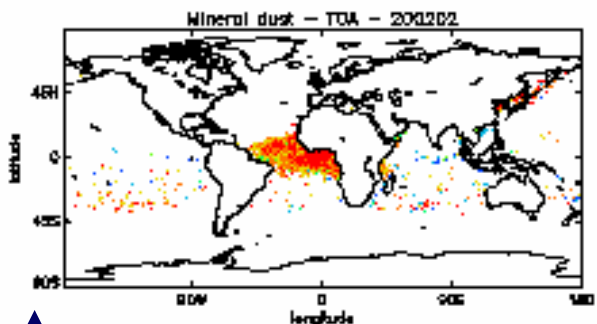 Mineral dust - TOA - 200202
45N
latitude
0
45S
90S
90W
0
90E
180
longitude